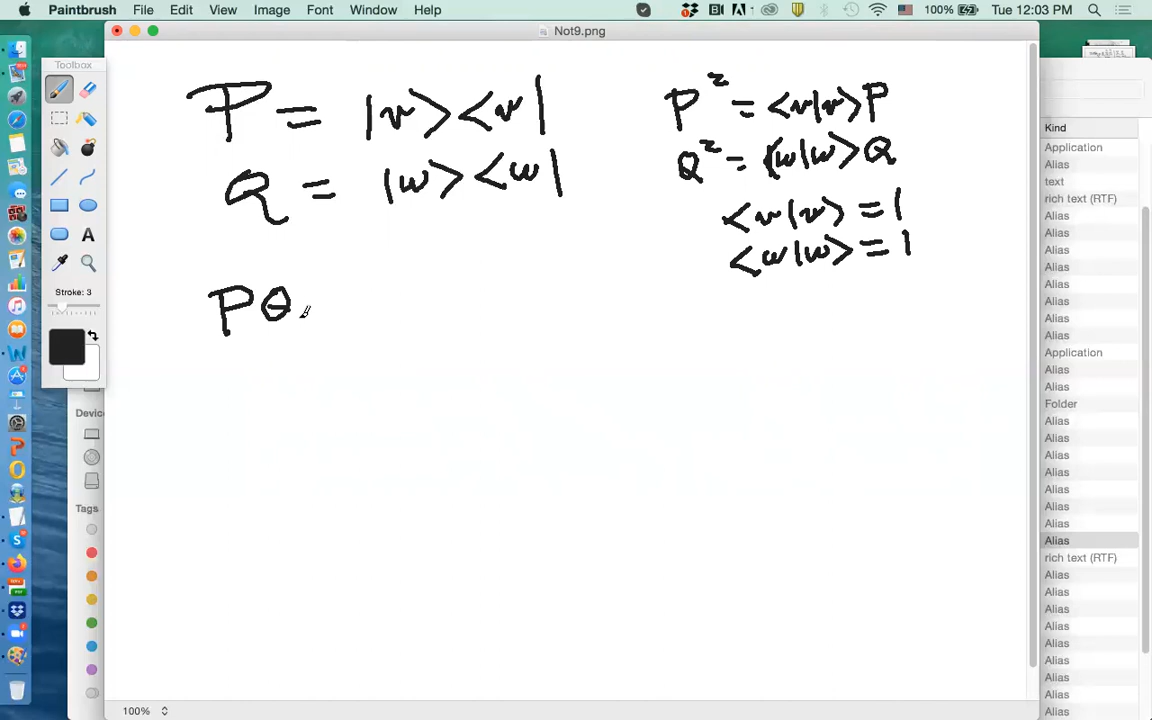 Paintbrush File Edit View Image Font Window Help 100% Tue 12:03 PM
Not9.png
Toolbox
Stroke: 3
P = |v><v|
Q = |w><w|
P² = <v|v>P
Q² = <w|w>Q
<v|v> = 1
<w|w> = 1
PQ
Device
Tags
100%
Kind
Application
Alias
text
rich text (RTF)
Alias
Alias
Alias
Alias
Alias
Alias
Alias
Alias
Application
Alias
Alias
Folder
Alias
Alias
Alias
Alias
Alias
Alias
Alias
Alias
rich text (RTF)
Alias
Alias
Alias
Alias
Alias
Alias
Alias
Alias
Alias